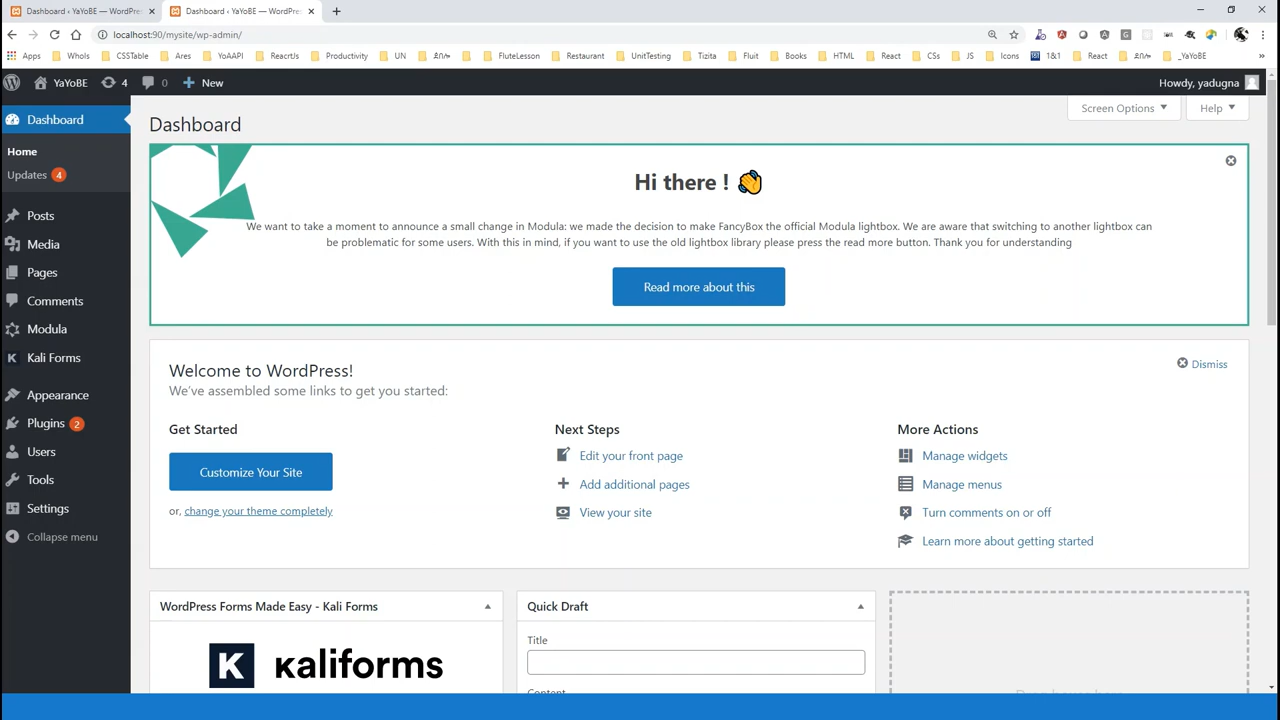 Dashboard ‹ YaYoBE — WordPres
Dashboard ‹ YaYoBE — WordPres
localhost:90/mysite/wp-admin/
Apps WhoIs CSSTable Ares YoAAPI ReacrtJs Productivity UN ደስሎ FluteLesson Restaurant UnitTesting Tizita Fluit Books HTML React CSs JS Icons 1&1 React ደስሎ _YaYoBE
YaYoBE 4 0 New
Howdy, yadugna
Dashboard
Home
Updates 4
Posts
Media
Pages
Comments
Modula
Kali Forms
Appearance
Plugins 2
Users
Tools
Settings
Collapse menu
Screen Options Help
Dashboard
Hi there !
We want to take a moment to announce a small change in Modula: we made the decision to make FancyBox the official Modula lightbox. We are aware that switching to another lightbox can
be problematic for some users. With this in mind, if you want to use the old lightbox library please press the read more button. Thank you for understanding
Read more about this
Welcome to WordPress!
We've assembled some links to get you started:
Dismiss
Get Started
Customize Your Site
or, change your theme completely
Next Steps
Edit your front page
Add additional pages
View your site
More Actions
Manage widgets
Manage menus
Turn comments on or off
Learn more about getting started
WordPress Forms Made Easy - Kali Forms
K кaliforms
Quick Draft
Title
Content